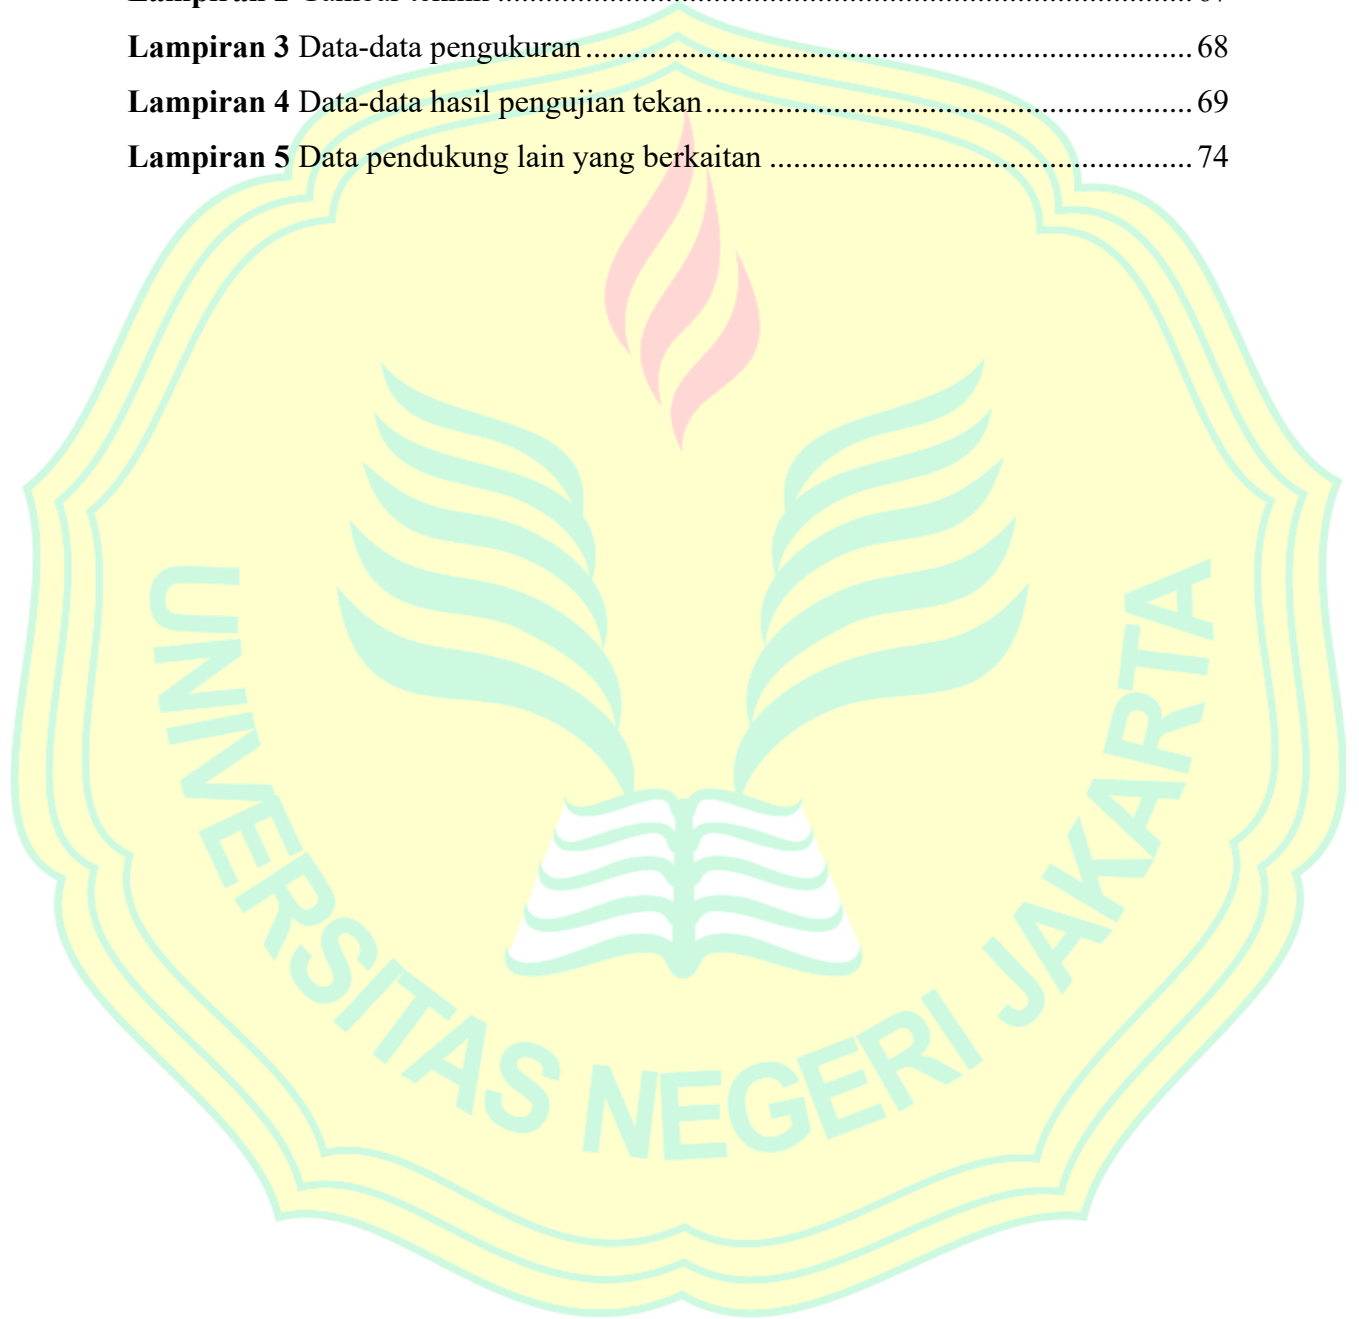 Lampiran 3 Data-data pengukuran ........................................................................... 68
Lampiran 4 Data-data hasil pengujian tekan ............................................................ 69
Lampiran 5 Data pendukung lain yang berkaitan .................................................... 74
UNIVERSITAS NEGERI JAKARTA